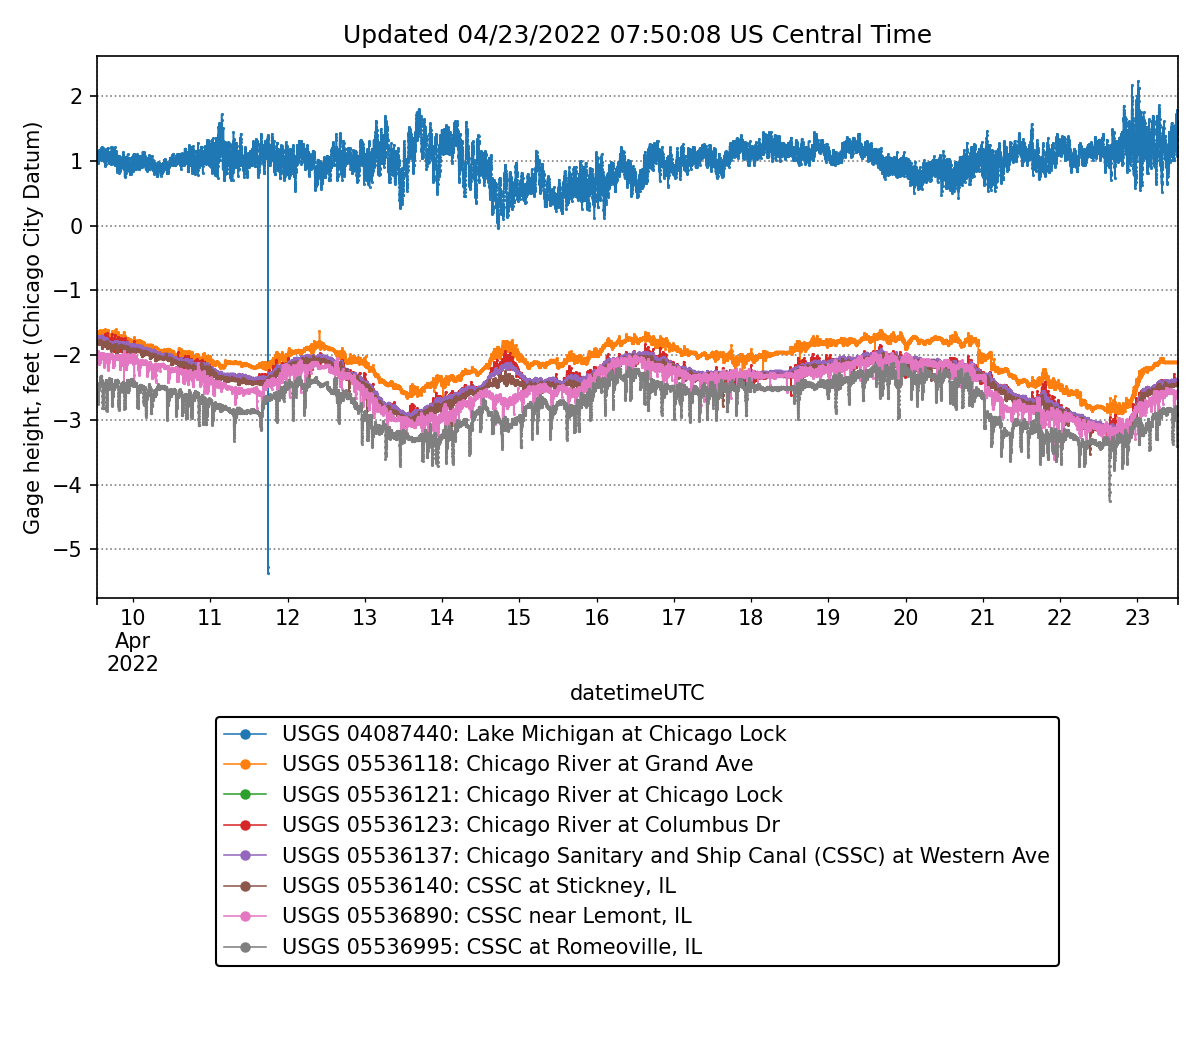 Updated 04/23/2022 07:50:08 US Central Time
Gage height, feet (Chicago City Datum)
2
1
0
−1
−2
−3
−4
−5
10 11 12 13 14 15 16 17 18 19 20 21 22 23
Apr
2022
datetimeUTC
USGS 04087440: Lake Michigan at Chicago Lock
USGS 05536118: Chicago River at Grand Ave
USGS 05536121: Chicago River at Chicago Lock
USGS 05536123: Chicago River at Columbus Dr
USGS 05536137: Chicago Sanitary and Ship Canal (CSSC) at Western Ave
USGS 05536140: CSSC at Stickney, IL
USGS 05536890: CSSC near Lemont, IL
USGS 05536995: CSSC at Romeoville, IL